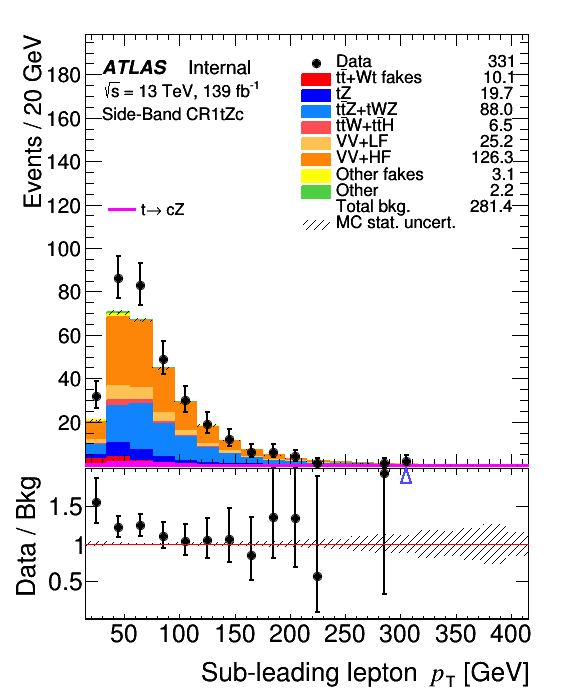 Events / 20 GeV
180
160
140
120
100
80
60
40
20
ATLAS Internal
√s = 13 TeV, 139 fb⁻¹
Side-Band CR1tZc
t→ cZ
Data 331
tt̄+Wt fakes 10.1
tZ 19.7
tt̄Z+tWZ 88.0
tt̄W+tt̄H 6.5
VV+LF 25.2
VV+HF 126.3
Other fakes 3.1
Other 2.2
Total bkg. 281.4
MC stat. uncert.
Data / Bkg
1.5
1
0.5
50 100 150 200 250 300 350 400
Sub-leading lepton p_T [GeV]